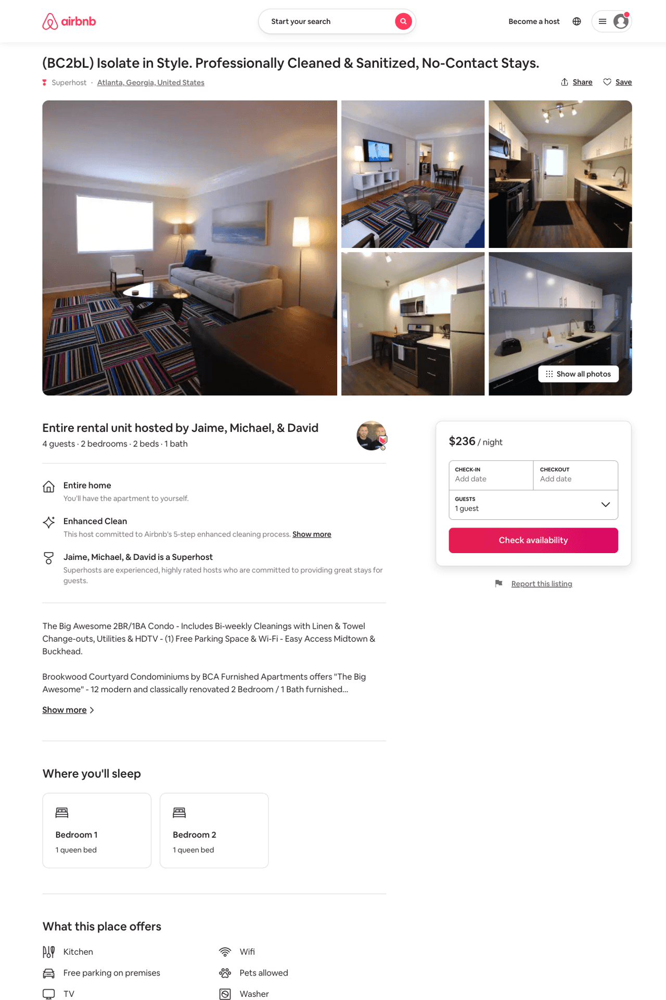 airbnb
Start your search
Become a host
(BC2bL) Isolate in Style. Professionally Cleaned & Sanitized, No-Contact Stays.
Superhost · Atlanta, Georgia, United States
Share
Save
Show all photos
Entire rental unit hosted by Jaime, Michael, & David
4 guests · 2 bedrooms · 2 beds · 1 bath
Entire home
You’ll have the apartment to yourself.
Enhanced Clean
This host committed to Airbnb's 5-step enhanced cleaning process. Show more
Jaime, Michael, & David is a Superhost
Superhosts are experienced, highly rated hosts who are committed to providing great stays for
guests.
$236 / night
CHECK-IN
Add date
CHECKOUT
Add date
GUESTS
1 guest
Check availability
Report this listing
The Big Awesome 2BR/1BA Condo - Includes Bi-weekly Cleanings with Linen & Towel
Change-outs, Utilities & HDTV - (1) Free Parking Space & Wi-Fi - Easy Access Midtown &
Buckhead.
Brookwood Courtyard Condominiums by BCA Furnished Apartments offers "The Big
Awesome" - 12 modern and classically renovated 2 Bedroom / 1 Bath furnished…
Show more
Where you'll sleep
Bedroom 1
1 queen bed
Bedroom 2
1 queen bed
What this place offers
Kitchen
Wifi
Free parking on premises
Pets allowed
TV
Washer